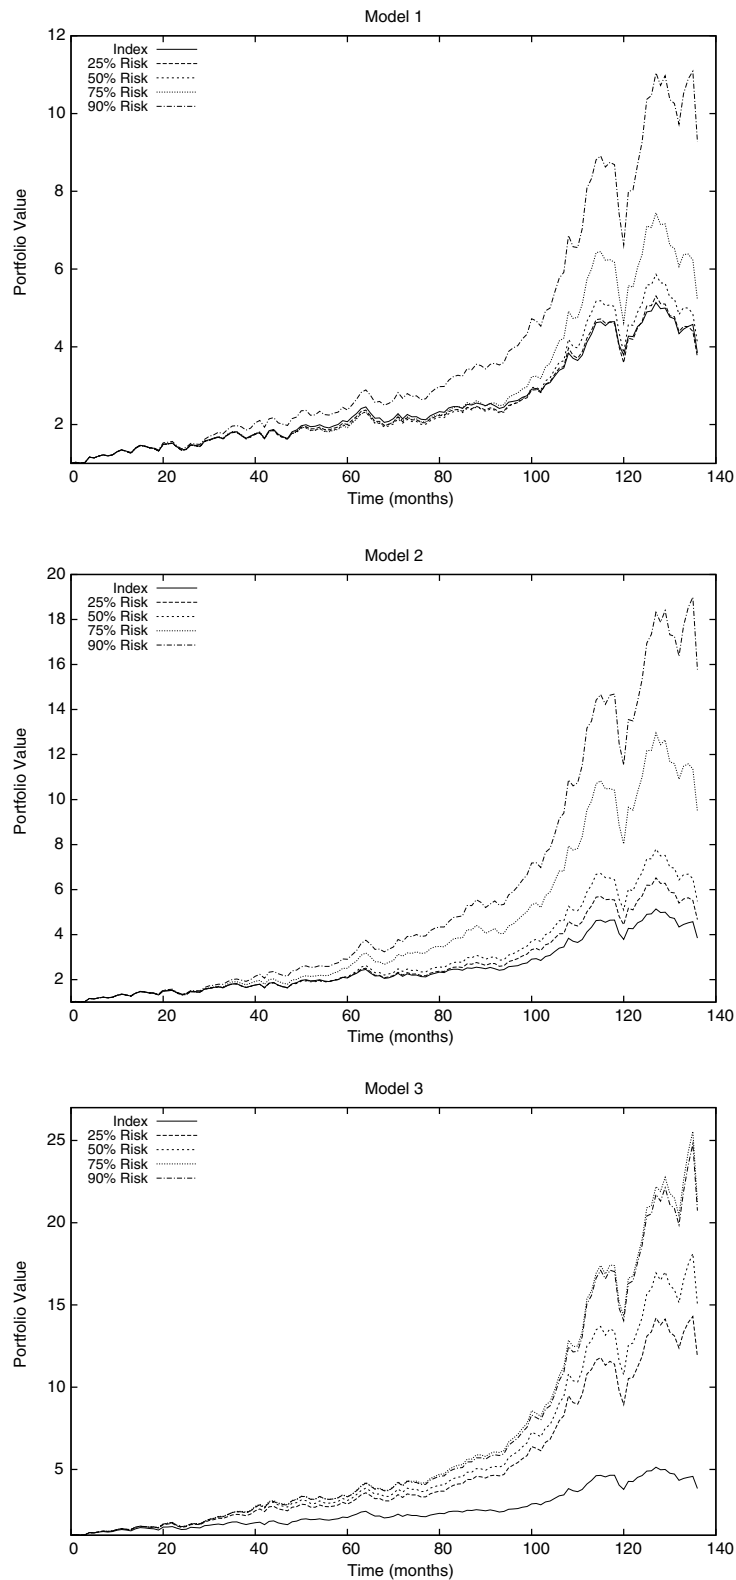 Model 1
Portfolio Value
12
10
8
6
4
2
Index
25% Risk
50% Risk
75% Risk
90% Risk
0 20 40 60 80 100 120 140
Time (months)
Model 2
Portfolio Value
20
18
16
14
12
10
8
6
4
2
Index
25% Risk
50% Risk
75% Risk
90% Risk
0 20 40 60 80 100 120 140
Time (months)
Model 3
Portfolio Value
25
20
15
10
5
Index
25% Risk
50% Risk
75% Risk
90% Risk
0 20 40 60 80 100 120 140
Time (months)